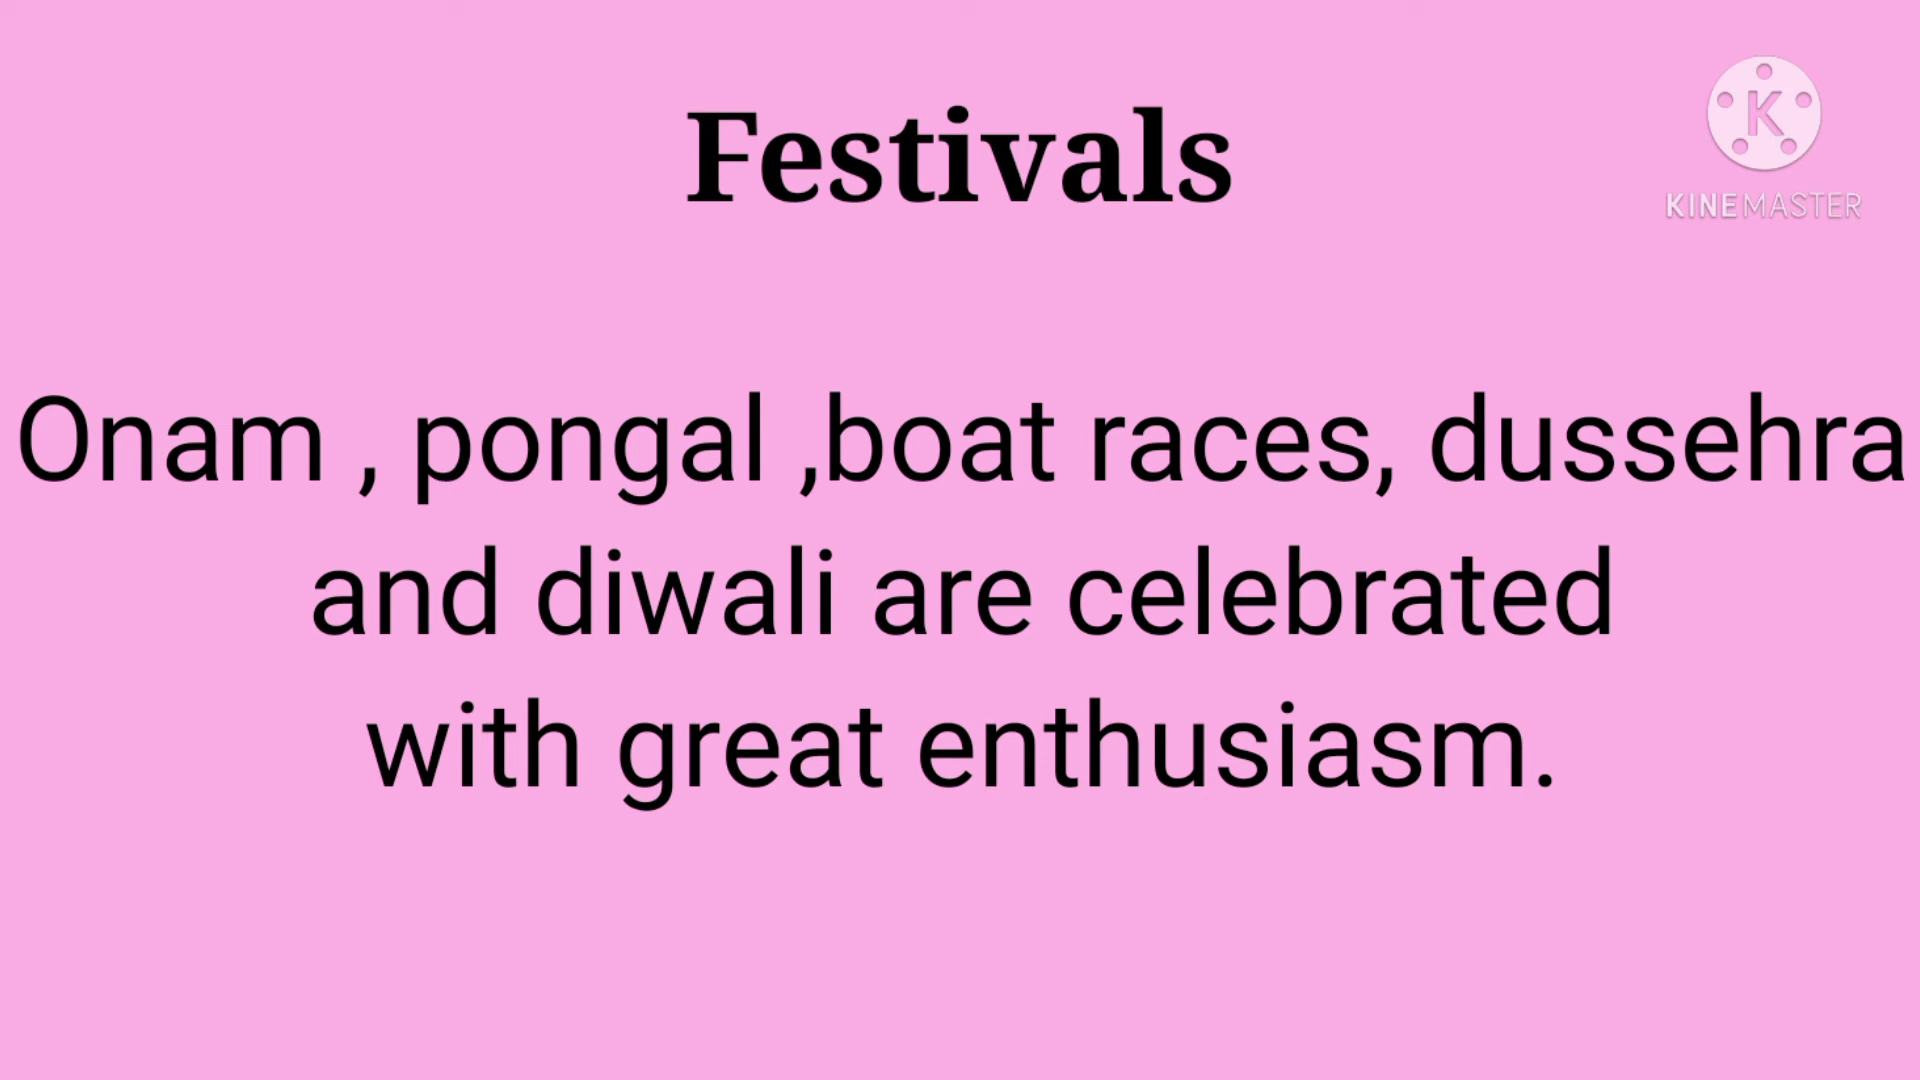 Festivals
K
KINEMASTER
Onam , pongal ,boat races, dussehra
and diwali are celebrated
with great enthusiasm.